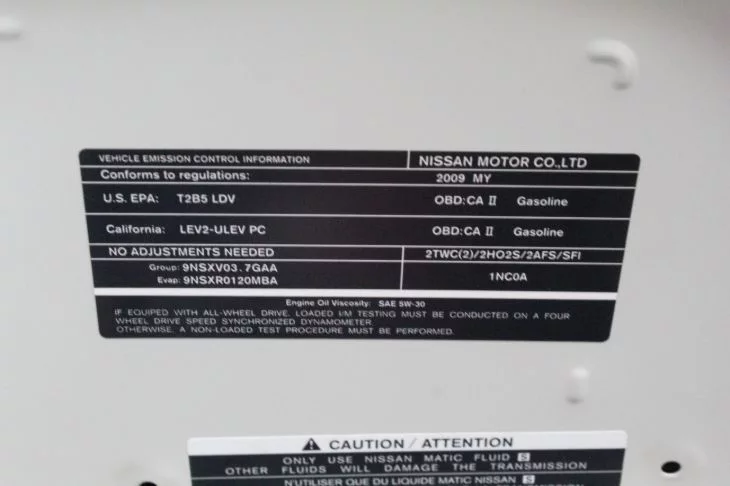 VEHICLE EMISSION CONTROL INFORMATION NISSAN MOTOR CO.,LTD
Conforms to regulations: 2009 MY
U.S. EPA: T2B5 LDV OBD:CA II Gasoline
California: LEV2-ULEV PC OBD:CA II Gasoline
NO ADJUSTMENTS NEEDED 2TWC(2)/2HO2S/2AFS/SFI
Group: 9NSXV03.7GAA
Evap: 9NSXR0120MBA 1NC0A
Engine Oil Viscosity: SAE 5W-30
IF EQUIPPED WITH ALL-WHEEL DRIVE, LOADED I/M TESTING MUST BE CONDUCTED ON A FOUR
WHEEL DRIVE SPEED SYNCHRONIZED DYNAMOMETER.
OTHERWISE, A NON-LOADED TEST PROCEDURE MUST BE PERFORMED.
CAUTION / ATTENTION
ONLY USE NISSAN MATIC FLUID S
OTHER FLUIDS WILL DAMAGE THE TRANSMISSION
N'UTILISER QUE DU LIQUIDE MATIC NISSAN S